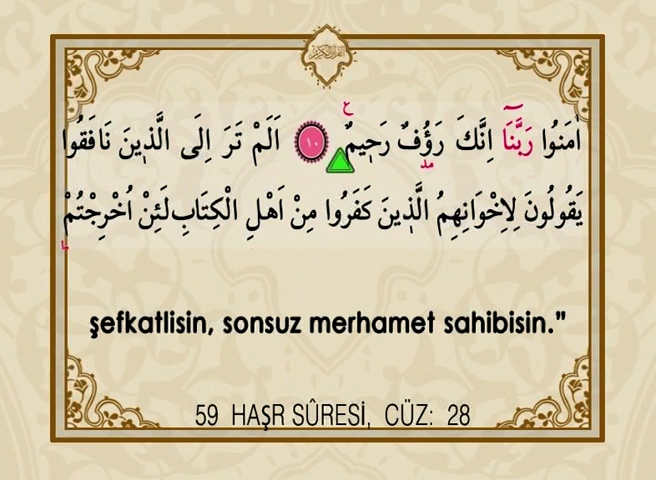 اٰمَنُوا رَبَّنَٓا اِنَّكَ رَؤُ۫فٌ رَح۪يمٌ ع ۝١٠ اَلَمْ تَرَ اِلَى الَّذ۪ينَ نَافَقُوا
مد
يَقُولُونَ لِاِخْوَانِهِمُ الَّذ۪ينَ كَفَرُوا مِنْ اَهْلِ الْكِتَابِ لَئِنْ اُخْرِجْتُمْ
şefkatlisin, sonsuz merhamet sahibisin.”
59 HAŞR SÛRESİ, CÜZ: 28